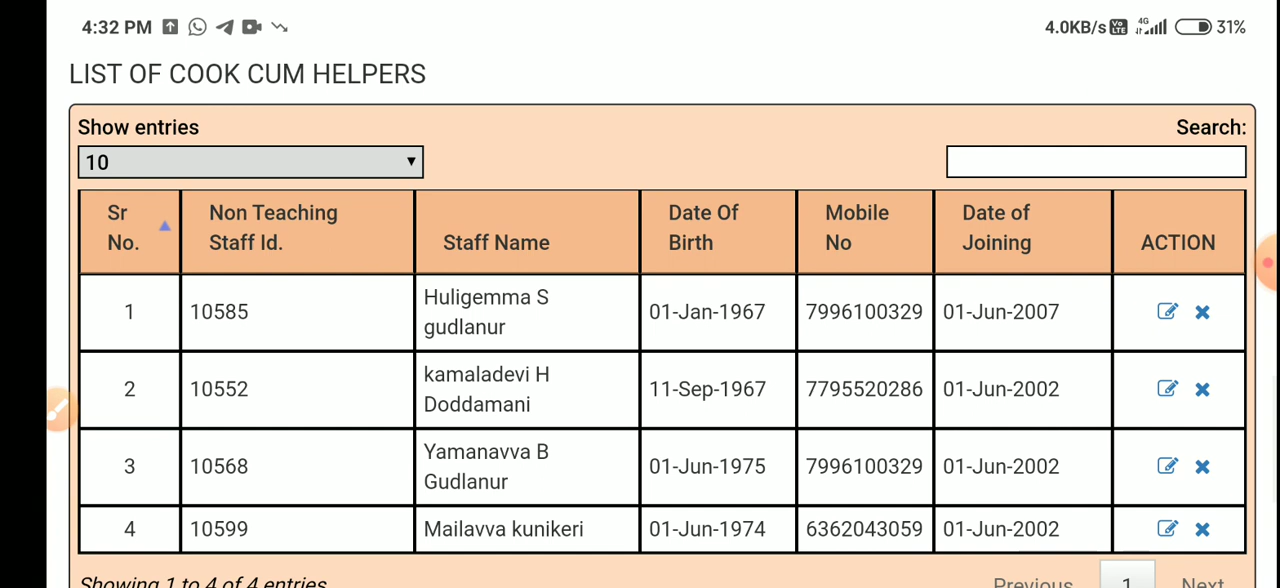 4:32 PM 4.0KB/s Vo LTE 4G 31%
LIST OF COOK CUM HELPERS
Show entries Search:
10
Sr No. Non Teaching Staff Id. Staff Name Date Of Birth Mobile No Date of Joining ACTION
1 10585 Huligemma S gudlanur 01-Jan-1967 7996100329 01-Jun-2007
2 10552 kamaladevi H Doddamani 11-Sep-1967 7795520286 01-Jun-2002
3 10568 Yamanavva B Gudlanur 01-Jun-1975 7996100329 01-Jun-2002
4 10599 Mailavva kunikeri 01-Jun-1974 6362043059 01-Jun-2002
Showing 1 to 4 of 4 entries Previous 1 Next